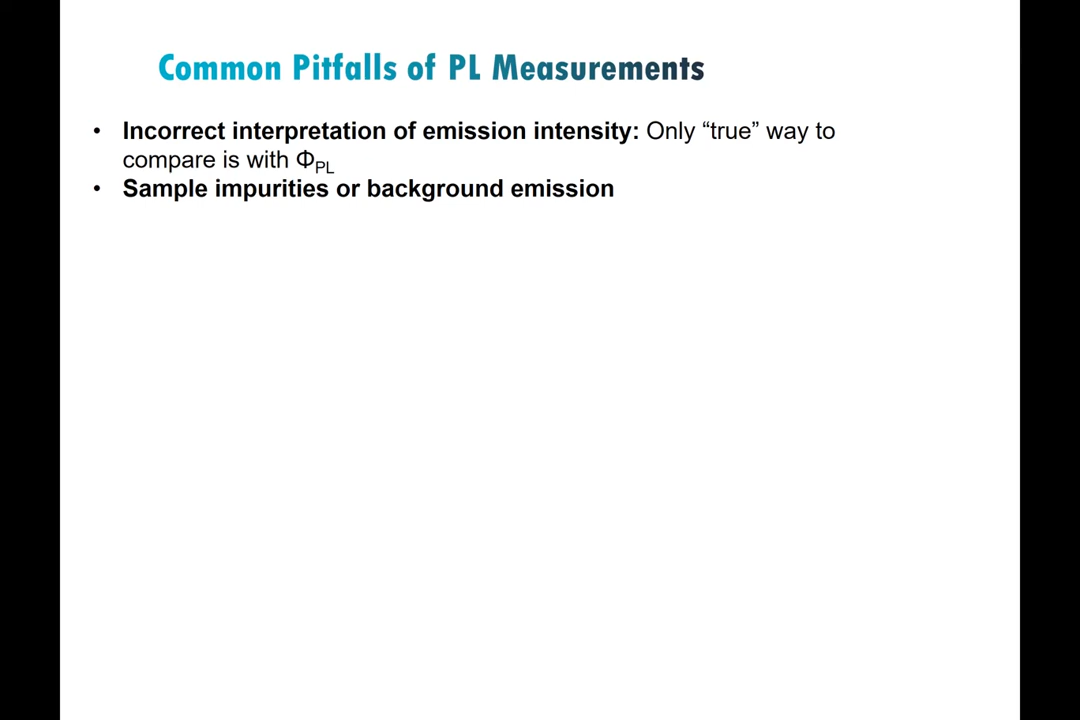 Common Pitfalls of PL Measurements
• Incorrect interpretation of emission intensity: Only “true” way to
compare is with ΦPL
• Sample impurities or background emission